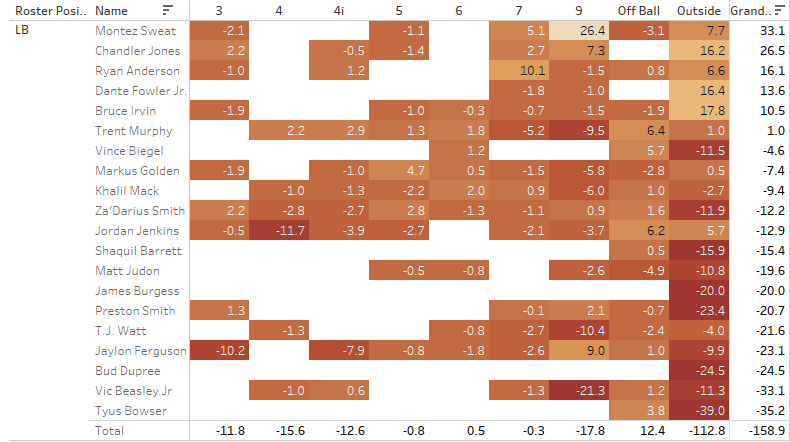 Roster Posi.. Name 3 4 4i 5 6 7 9 Off Ball Outside Grand..
LB Montez Sweat -2.1 -1.1 5.1 26.4 -3.1 7.7 33.1
Chandler Jones 2.2 -0.5 -1.4 2.7 7.3 16.2 26.5
Ryan Anderson -1.0 1.2 10.1 -1.5 0.8 6.6 16.1
Dante Fowler Jr. -1.8 -1.0 16.4 13.6
Bruce Irvin -1.9 -1.0 -0.3 -0.7 -1.5 -1.9 17.8 10.5
Trent Murphy 2.2 2.9 1.3 1.8 -5.2 -9.5 6.4 1.0 1.0
Vince Biegel 1.2 5.7 -11.5 -4.6
Markus Golden -1.9 -1.0 4.7 0.5 -1.5 -5.8 -2.8 0.5 -7.4
Khalil Mack -1.0 -1.3 -2.2 2.0 0.9 -6.0 1.0 -2.7 -9.4
Za'Darius Smith 2.2 -2.8 -2.7 2.8 -1.3 -1.1 0.9 1.6 -11.9 -12.2
Jordan Jenkins -0.5 -11.7 -3.9 -2.7 -2.1 -3.7 6.2 5.7 -12.9
Shaquil Barrett 0.5 -15.9 -15.4
Matt Judon -0.5 -0.8 -2.6 -4.9 -10.8 -19.6
James Burgess -20.0 -20.0
Preston Smith 1.3 -0.1 2.1 -0.7 -23.4 -20.7
T.J. Watt -1.3 -0.8 -2.7 -10.4 -2.4 -4.0 -21.6
Jaylon Ferguson -10.2 -7.9 -0.8 -1.8 -2.6 9.0 1.0 -9.9 -23.1
Bud Dupree -24.5 -24.5
Vic Beasley Jr -1.0 0.6 -1.3 -21.3 1.2 -11.3 -33.1
Tyus Bowser 3.8 -39.0 -35.2
Total -11.8 -15.6 -12.6 -0.8 0.5 -0.3 -17.8 12.4 -112.8 -158.9